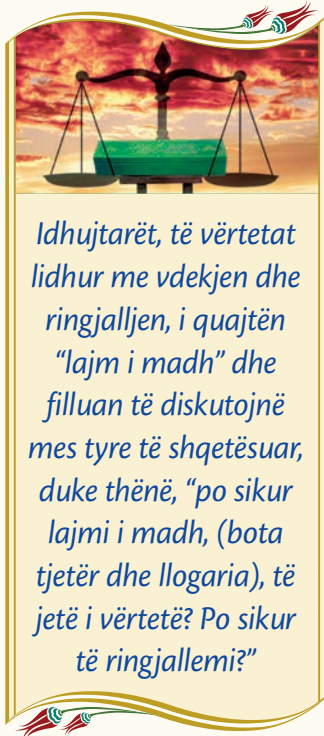 Idhujtarët, të vërtetat
lidhur me vdekjen dhe
ringjalljen, i quajtën
“lajm i madh” dhe
filluan të diskutojnë
mes tyre të shqetësuar,
duke thënë, “po sikur
lajmi i madh, (bota
tjetër dhe llogaria), të
jetë i vërtetë? Po sikur
të ringjallemi?”